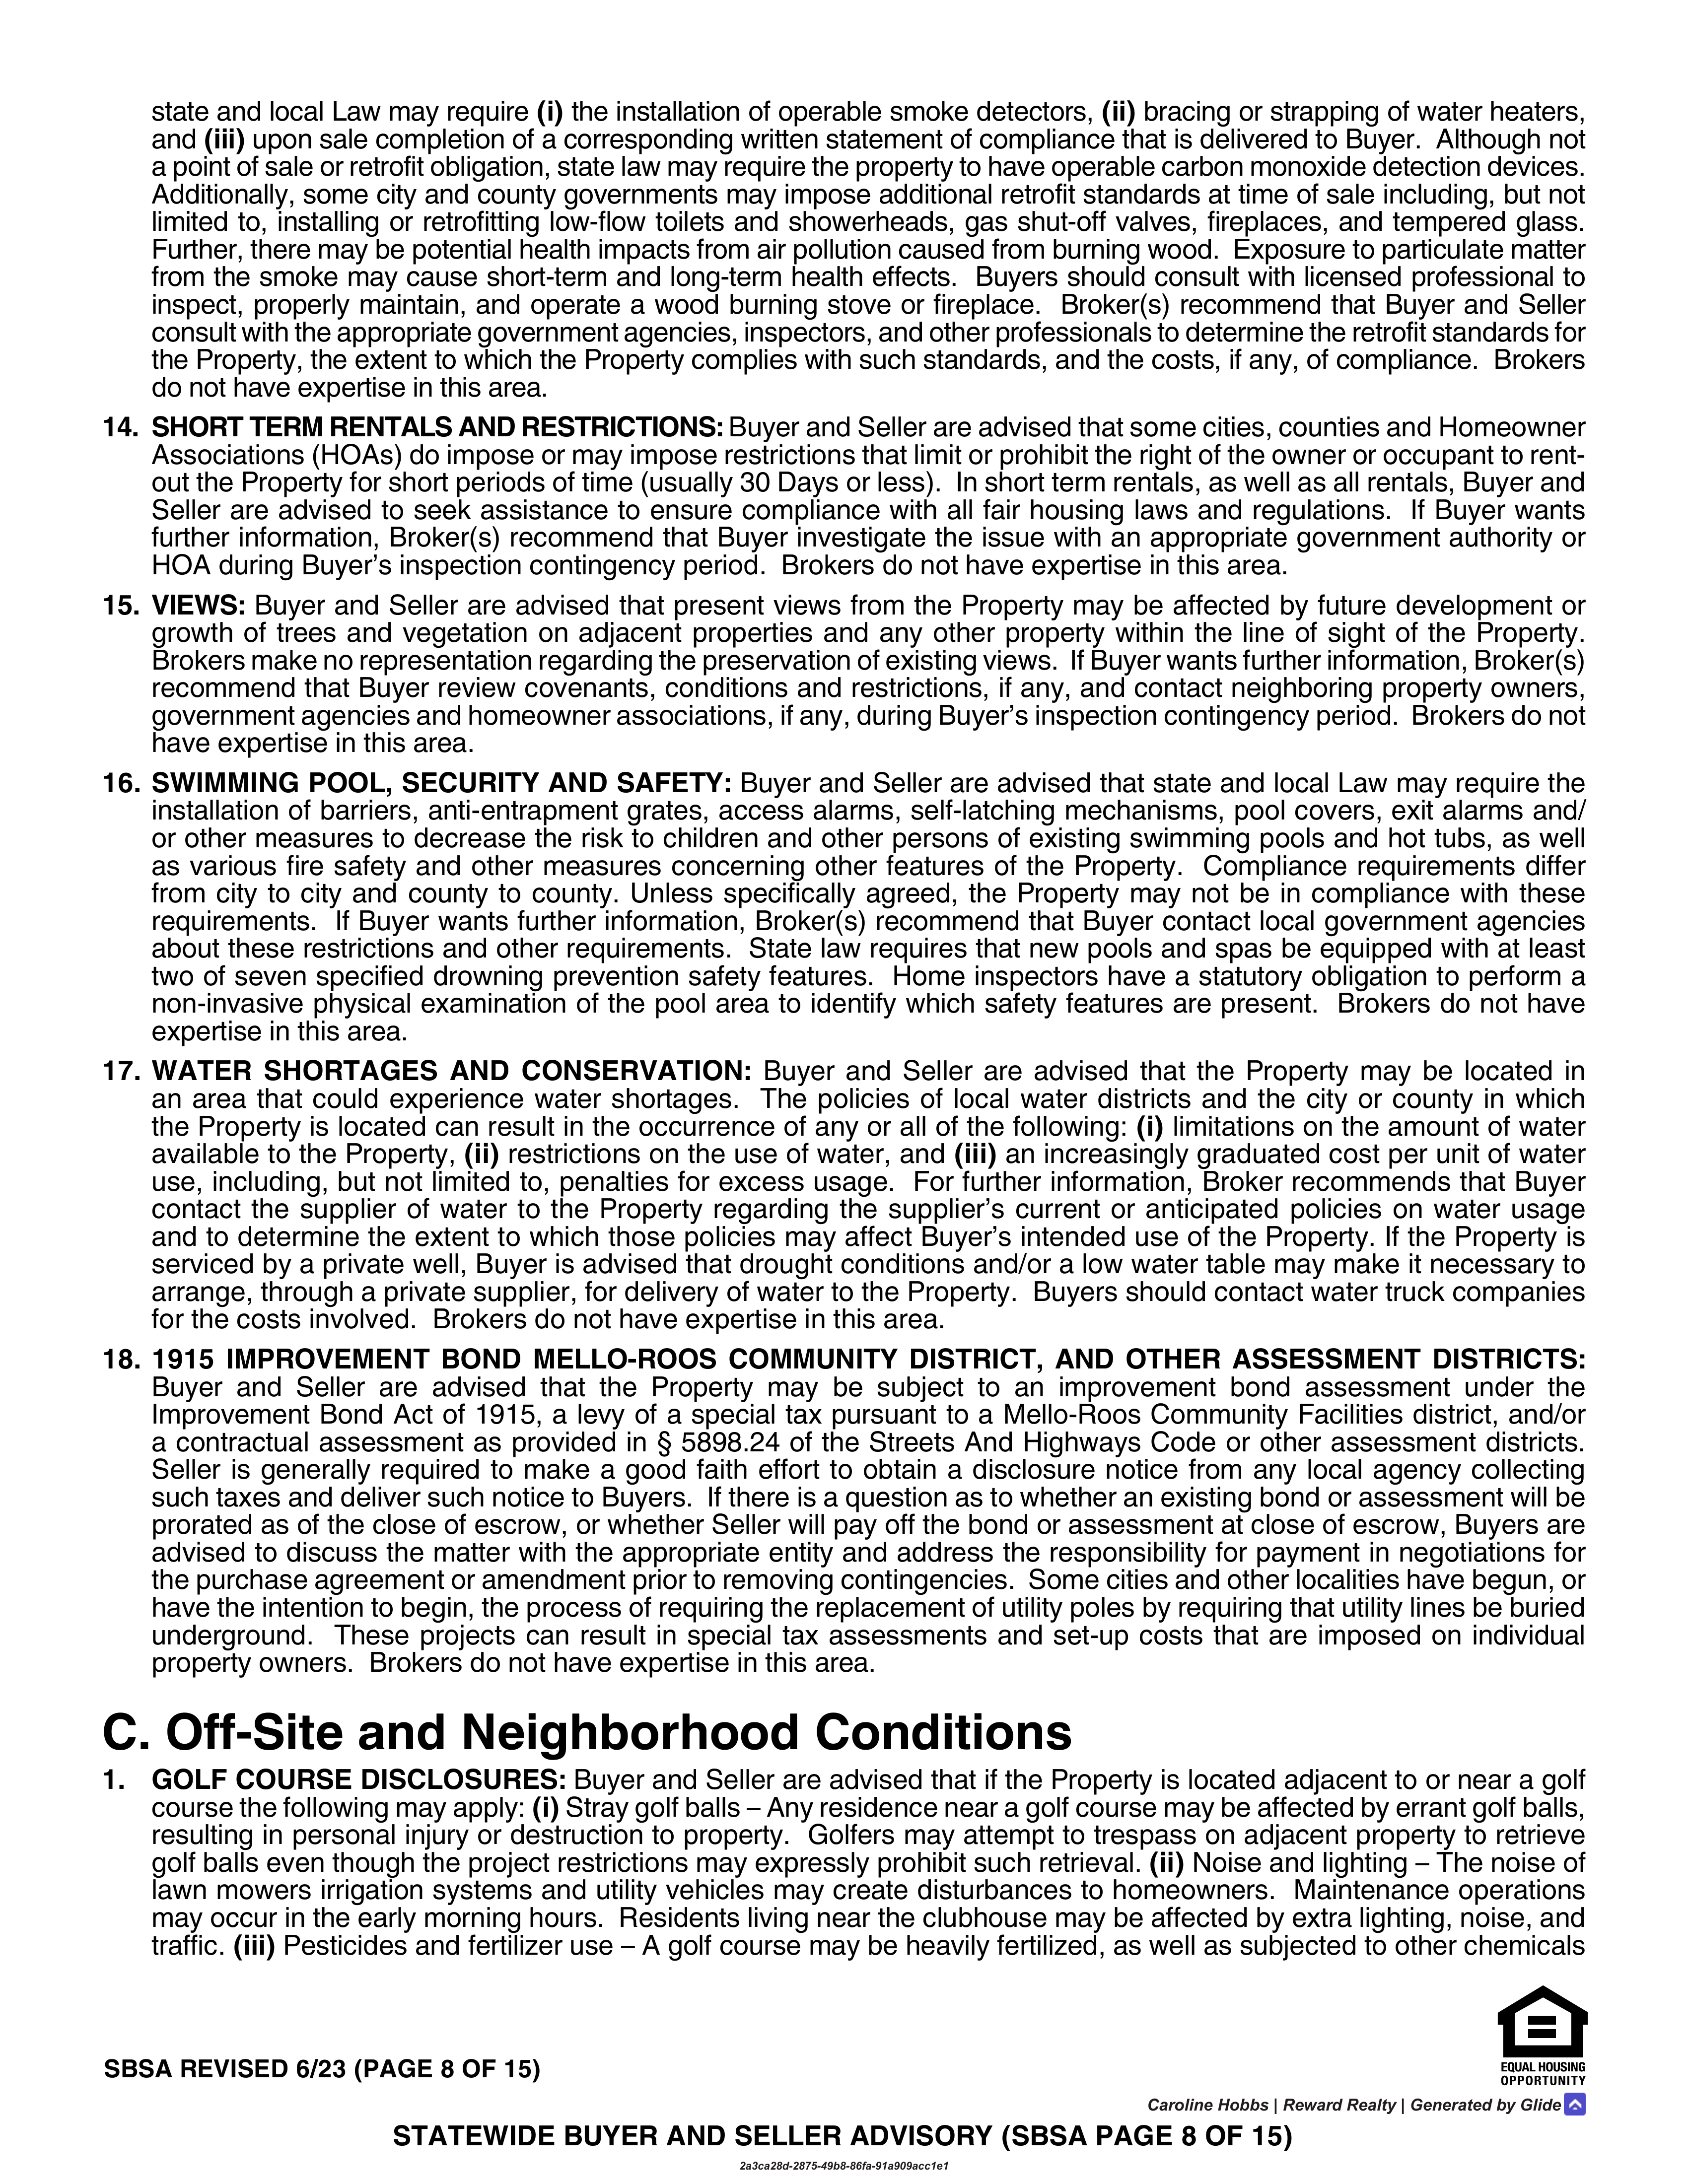 state and local Law may require (i) the installation of operable smoke detectors, (ii) bracing or strapping of water heaters,
and (iii) upon sale completion of a corresponding written statement of compliance that is delivered to Buyer. Although not
a point of sale or retrofit obligation, state law may require the property to have operable carbon monoxide detection devices.
Additionally, some city and county governments may impose additional retrofit standards at time of sale including, but not
limited to, installing or retrofitting low-flow toilets and showerheads, gas shut-off valves, fireplaces, and tempered glass.
Further, there may be potential health impacts from air pollution caused from burning wood. Exposure to particulate matter
from the smoke may cause short-term and long-term health effects. Buyers should consult with licensed professional to
inspect, properly maintain, and operate a wood burning stove or fireplace. Broker(s) recommend that Buyer and Seller
consult with the appropriate government agencies, inspectors, and other professionals to determine the retrofit standards for
the Property, the extent to which the Property complies with such standards, and the costs, if any, of compliance. Brokers
do not have expertise in this area.
14. SHORT TERM RENTALS AND RESTRICTIONS: Buyer and Seller are advised that some cities, counties and Homeowner
Associations (HOAs) do impose or may impose restrictions that limit or prohibit the right of the owner or occupant to rent-
out the Property for short periods of time (usually 30 Days or less). In short term rentals, as well as all rentals, Buyer and
Seller are advised to seek assistance to ensure compliance with all fair housing laws and regulations. If Buyer wants
further information, Broker(s) recommend that Buyer investigate the issue with an appropriate government authority or
HOA during Buyer's inspection contingency period. Brokers do not have expertise in this area.
15. VIEWS: Buyer and Seller are advised that present views from the Property may be affected by future development or
growth of trees and vegetation on adjacent properties and any other property within the line of sight of the Property.
Brokers make no representation regarding the preservation of existing views. If Buyer wants further information, Broker(s)
recommend that Buyer review covenants, conditions and restrictions, if any, and contact neighboring property owners,
government agencies and homeowner associations, if any, during Buyer's inspection contingency period. Brokers do not
have expertise in this area.
16. SWIMMING POOL, SECURITY AND SAFETY: Buyer and Seller are advised that state and local Law may require the
installation of barriers, anti-entrapment grates, access alarms, self-latching mechanisms, pool covers, exit alarms and/
or other measures to decrease the risk to children and other persons of existing swimming pools and hot tubs, as well
as various fire safety and other measures concerning other features of the Property. Compliance requirements differ
from city to city and county to county. Unless specifically agreed, the Property may not be in compliance with these
requirements. If Buyer wants further information, Broker(s) recommend that Buyer contact local government agencies
about these restrictions and other requirements. State law requires that new pools and spas be equipped with at least
two of seven specified drowning prevention safety features. Home inspectors have a statutory obligation to perform a
non-invasive physical examination of the pool area to identify which safety features are present. Brokers do not have
expertise in this area.
17. WATER SHORTAGES AND CONSERVATION: Buyer and Seller are advised that the Property may be located in
an area that could experience water shortages. The policies of local water districts and the city or county in which
the Property is located can result in the occurrence of any or all of the following: (i) limitations on the amount of water
available to the Property, (ii) restrictions on the use of water, and (iii) an increasingly graduated cost per unit of water
use, including, but not limited to, penalties for excess usage. For further information, Broker recommends that Buyer
contact the supplier of water to the Property regarding the supplier's current or anticipated policies on water usage
and to determine the extent to which those policies may affect Buyer's intended use of the Property. If the Property is
serviced by a private well, Buyer is advised that drought conditions and/or a low water table may make it necessary to
arrange, through a private supplier, for delivery of water to the Property. Buyers should contact water truck companies
for the costs involved. Brokers do not have expertise in this area.
18. 1915 IMPROVEMENT BOND MELLO-ROOS COMMUNITY DISTRICT, AND OTHER ASSESSMENT DISTRICTS:
Buyer and Seller are advised that the Property may be subject to an improvement bond assessment under the
Improvement Bond Act of 1915, a levy of a special tax pursuant to a Mello-Roos Community Facilities district, and/or
a contractual assessment as provided in § 5898.24 of the Streets And Highways Code or other assessment districts.
Seller is generally required to make a good faith effort to obtain a disclosure notice from any local agency collecting
such taxes and deliver such notice to Buyers. If there is a question as to whether an existing bond or assessment will be
prorated as of the close of escrow, or whether Seller will pay off the bond or assessment at close of escrow, Buyers are
advised to discuss the matter with the appropriate entity and address the responsibility for payment in negotiations for
the purchase agreement or amendment prior to removing contingencies. Some cities and other localities have begun, or
have the intention to begin, the process of requiring the replacement of utility poles by requiring that utility lines be buried
underground. These projects can result in special tax assessments and set-up costs that are imposed on individual
property owners. Brokers do not have expertise in this area.
C. Off-Site and Neighborhood Conditions
1. GOLF COURSE DISCLOSURES: Buyer and Seller are advised that if the Property is located adjacent to or near a golf
course the following may apply: (i) Stray golf balls – Any residence near a golf course may be affected by errant golf balls,
resulting in personal injury or destruction to property. Golfers may attempt to trespass on adjacent property to retrieve
golf balls even though the project restrictions may expressly prohibit such retrieval. (ii) Noise and lighting – The noise of
lawn mowers irrigation systems and utility vehicles may create disturbances to homeowners. Maintenance operations
may occur in the early morning hours. Residents living near the clubhouse may be affected by extra lighting, noise, and
traffic. (iii) Pesticides and fertilizer use – A golf course may be heavily fertilized, as well as subjected to other chemicals
SBSA REVISED 6/23 (PAGE 8 OF 15)
EQUAL HOUSING
OPPORTUNITY
Caroline Hobbs | Reward Realty | Generated by Glide
STATEWIDE BUYER AND SELLER ADVISORY (SBSA PAGE 8 OF 15)
2a3ca28d-2875-49b8-86fa-91a909acc1e1